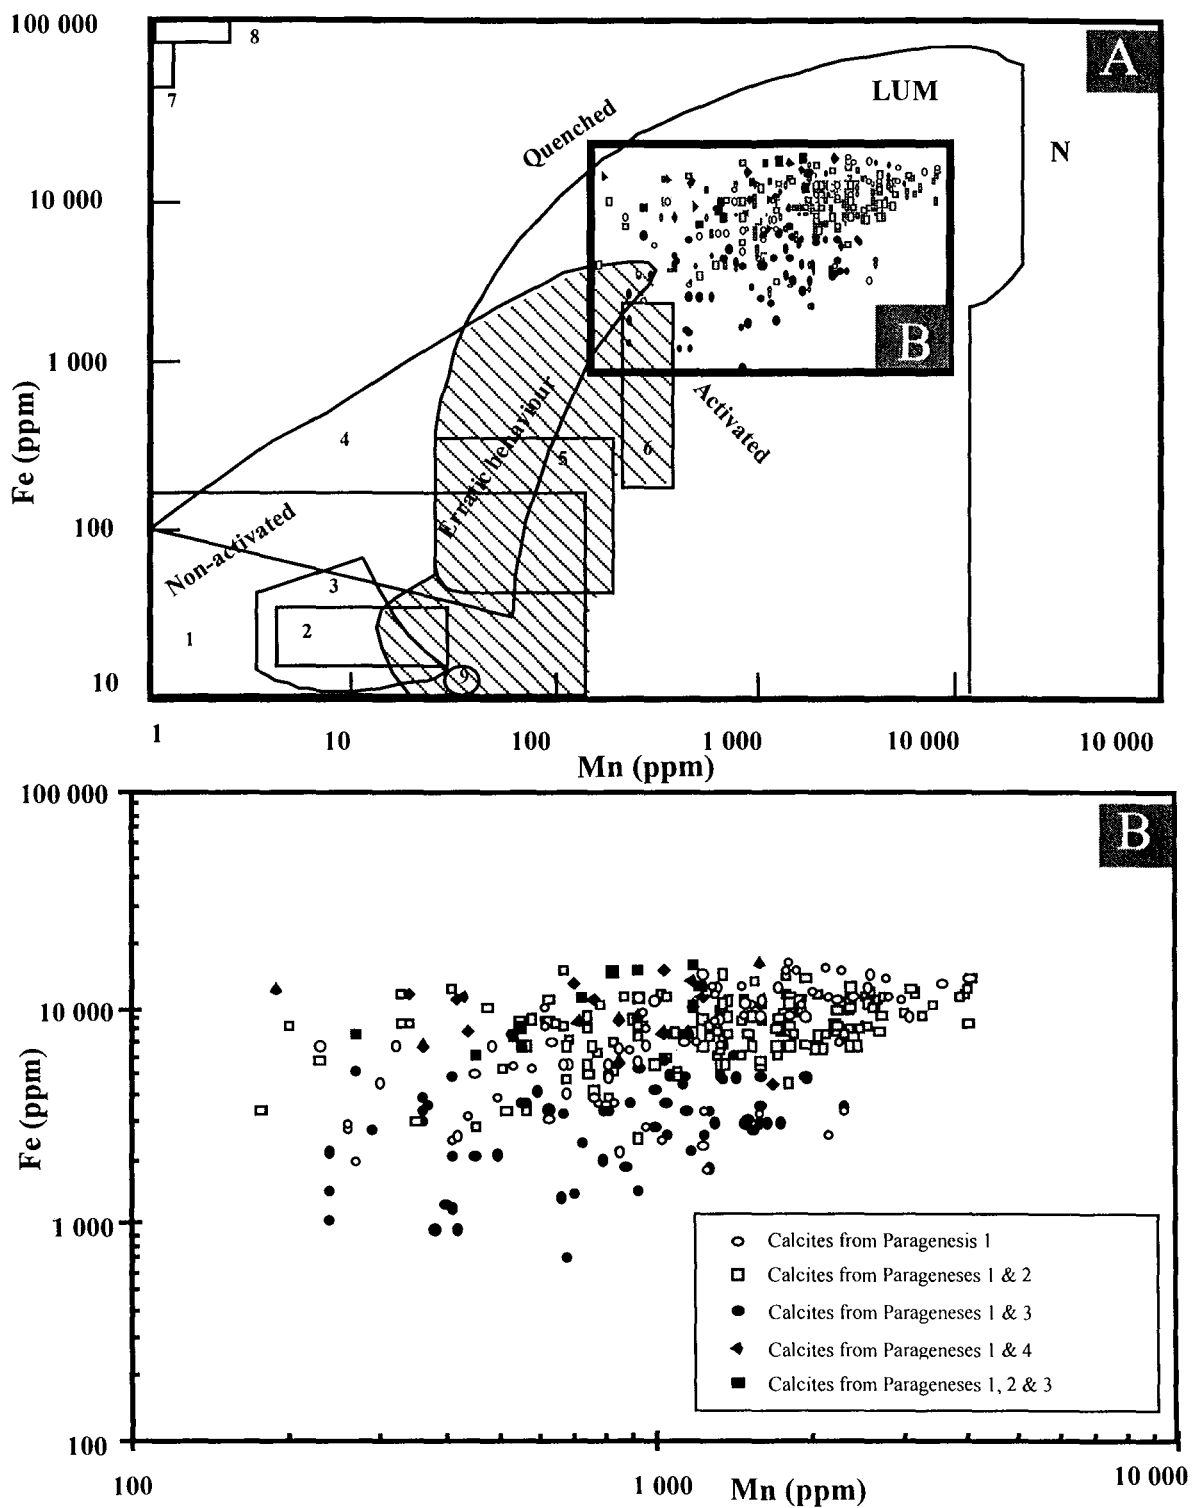 100 000
8
A
7
LUM
Quenched
N
10 000
B
1 000
Fe (ppm)
Activated
4
6
5
Erratic behaviour
100
Non-activated
3
2
1
9
10
1
10
100
1 000
10 000
10 000
Mn (ppm)
100 000
B
10 000
Fe (ppm)
1 000
Calcites from Paragenesis 1
Calcites from Parageneses 1 & 2
Calcites from Parageneses 1 & 3
Calcites from Parageneses 1 & 4
Calcites from Parageneses 1, 2 & 3
100
100
1 000
Mn (ppm)
10 000